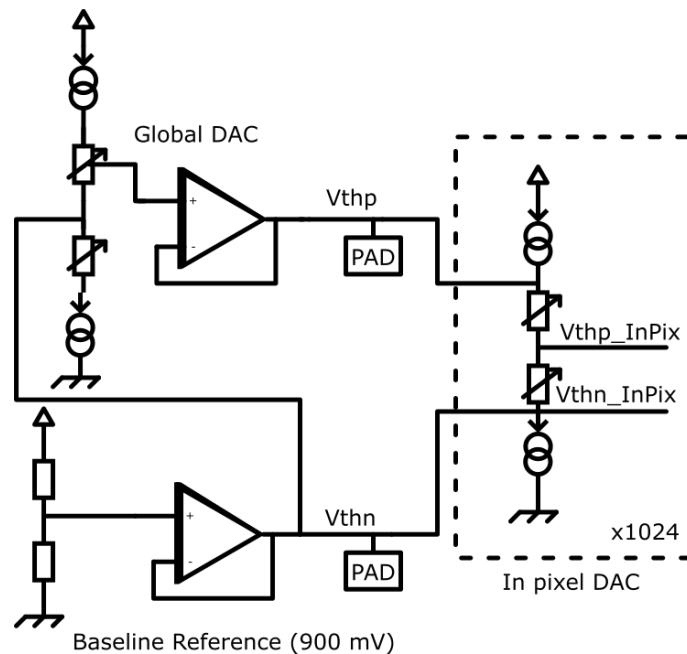 Global DAC
+
-
Vthp
PAD
Vthp_InPix
Vthn_InPix
+
-
Vthn
PAD
x1024
In pixel DAC
Baseline Reference (900 mV)